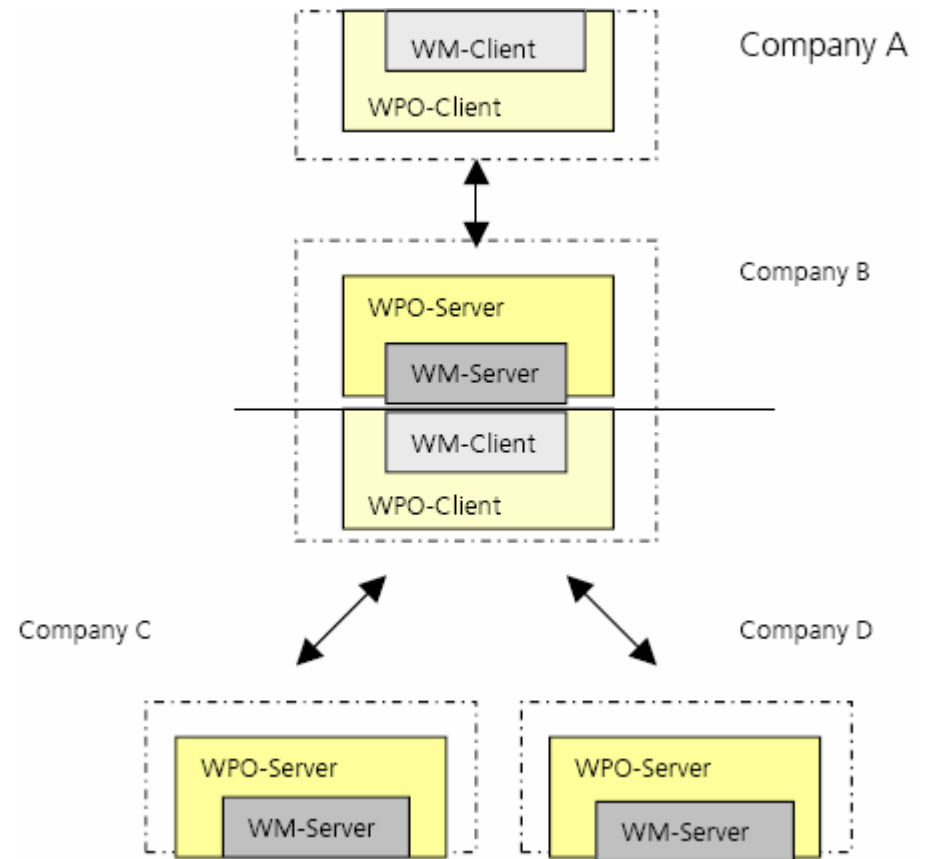 WM-Client
Company A
WPO-Client
Company B
WPO-Server
WM-Server
WM-Client
WPO-Client
Company C
Company D
WPO-Server
WPO-Server
WM-Server
WM-Server